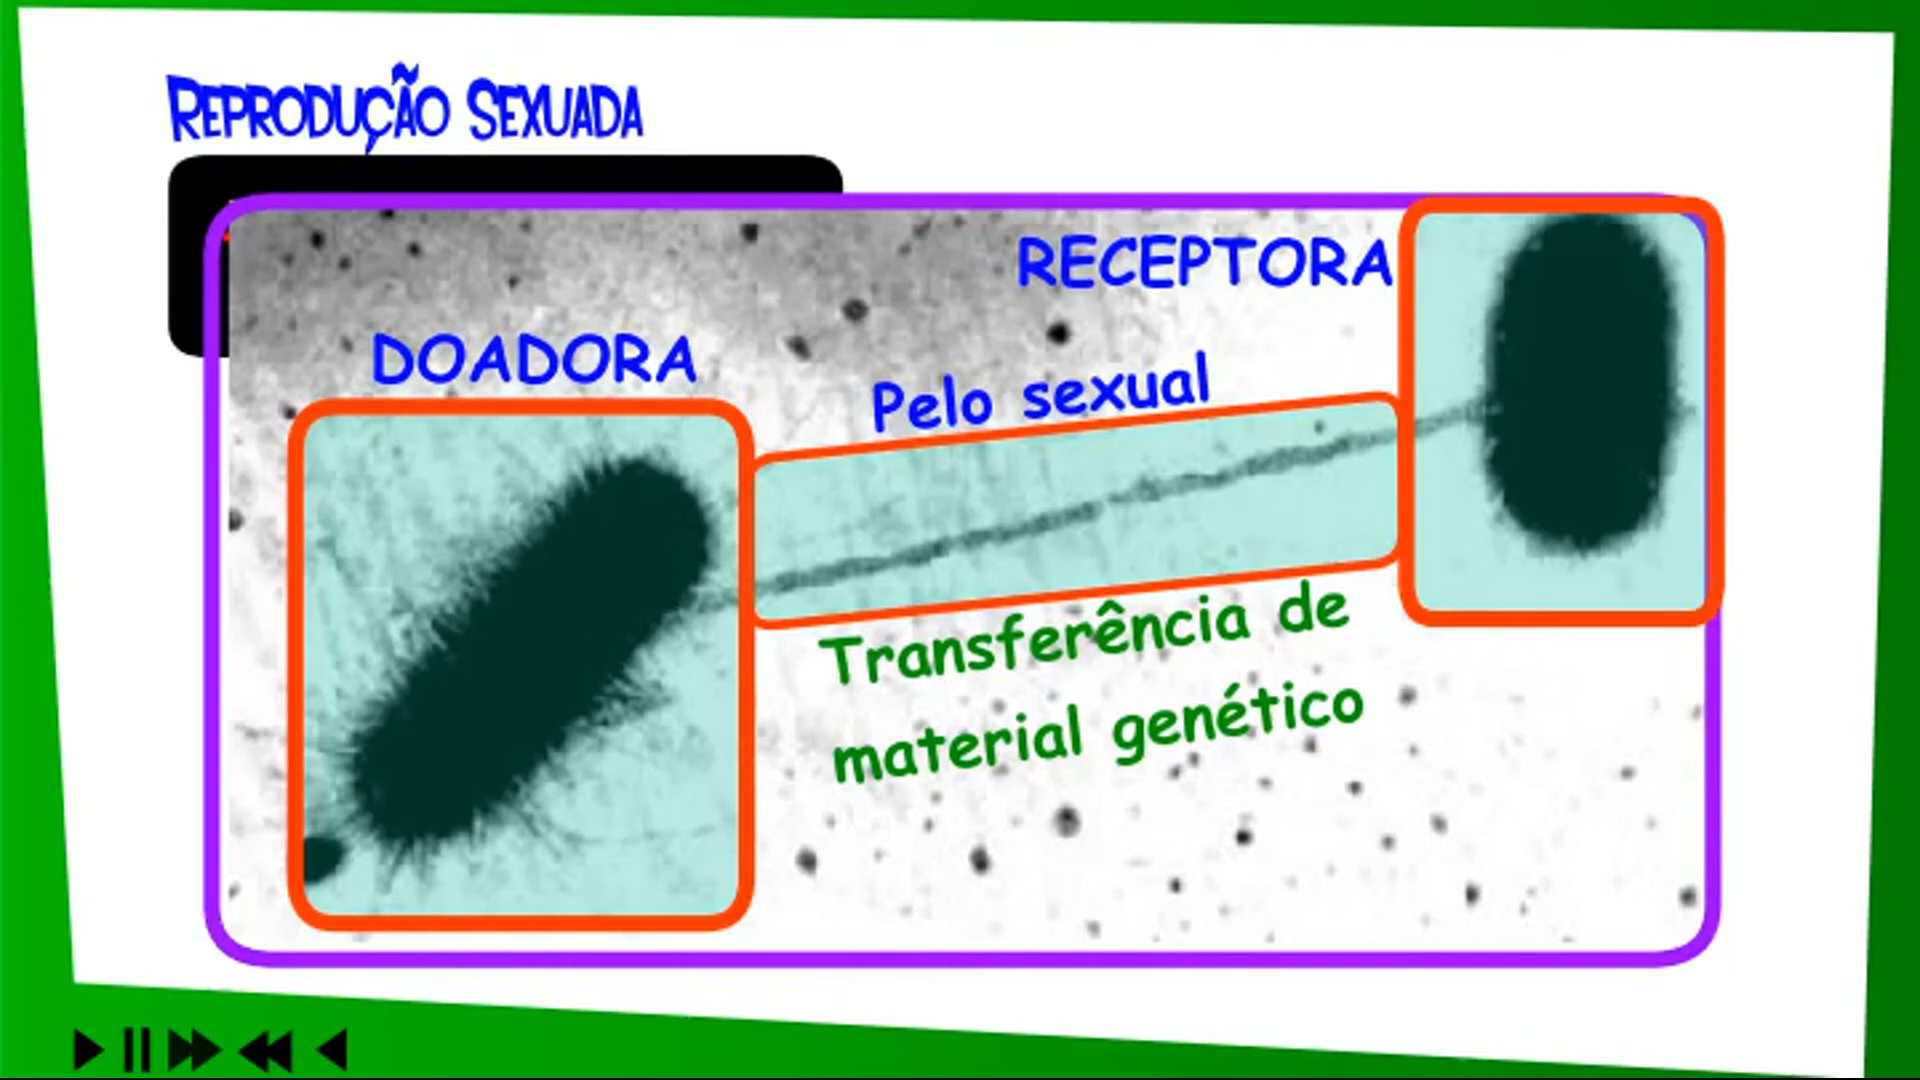 Reprodução Sexuada
RECEPTORA
DOADORA
Pelo sexual
Transferência de
material genético